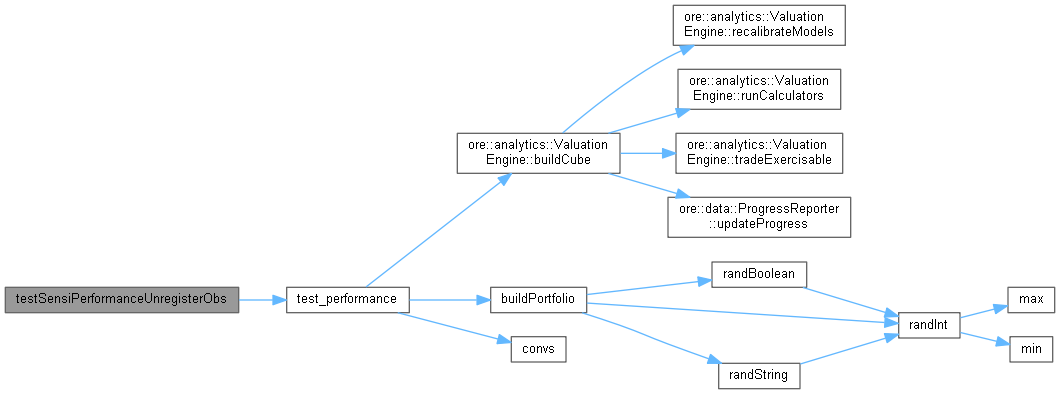 testSensiPerformanceUnregisterObs
test_performance
ore::analytics::Valuation
Engine::buildCube
ore::analytics::Valuation
Engine::recalibrateModels
ore::analytics::Valuation
Engine::runCalculators
ore::analytics::Valuation
Engine::tradeExercisable
ore::data::ProgressReporter
::updateProgress
buildPortfolio
convs
randBoolean
randInt
randString
max
min